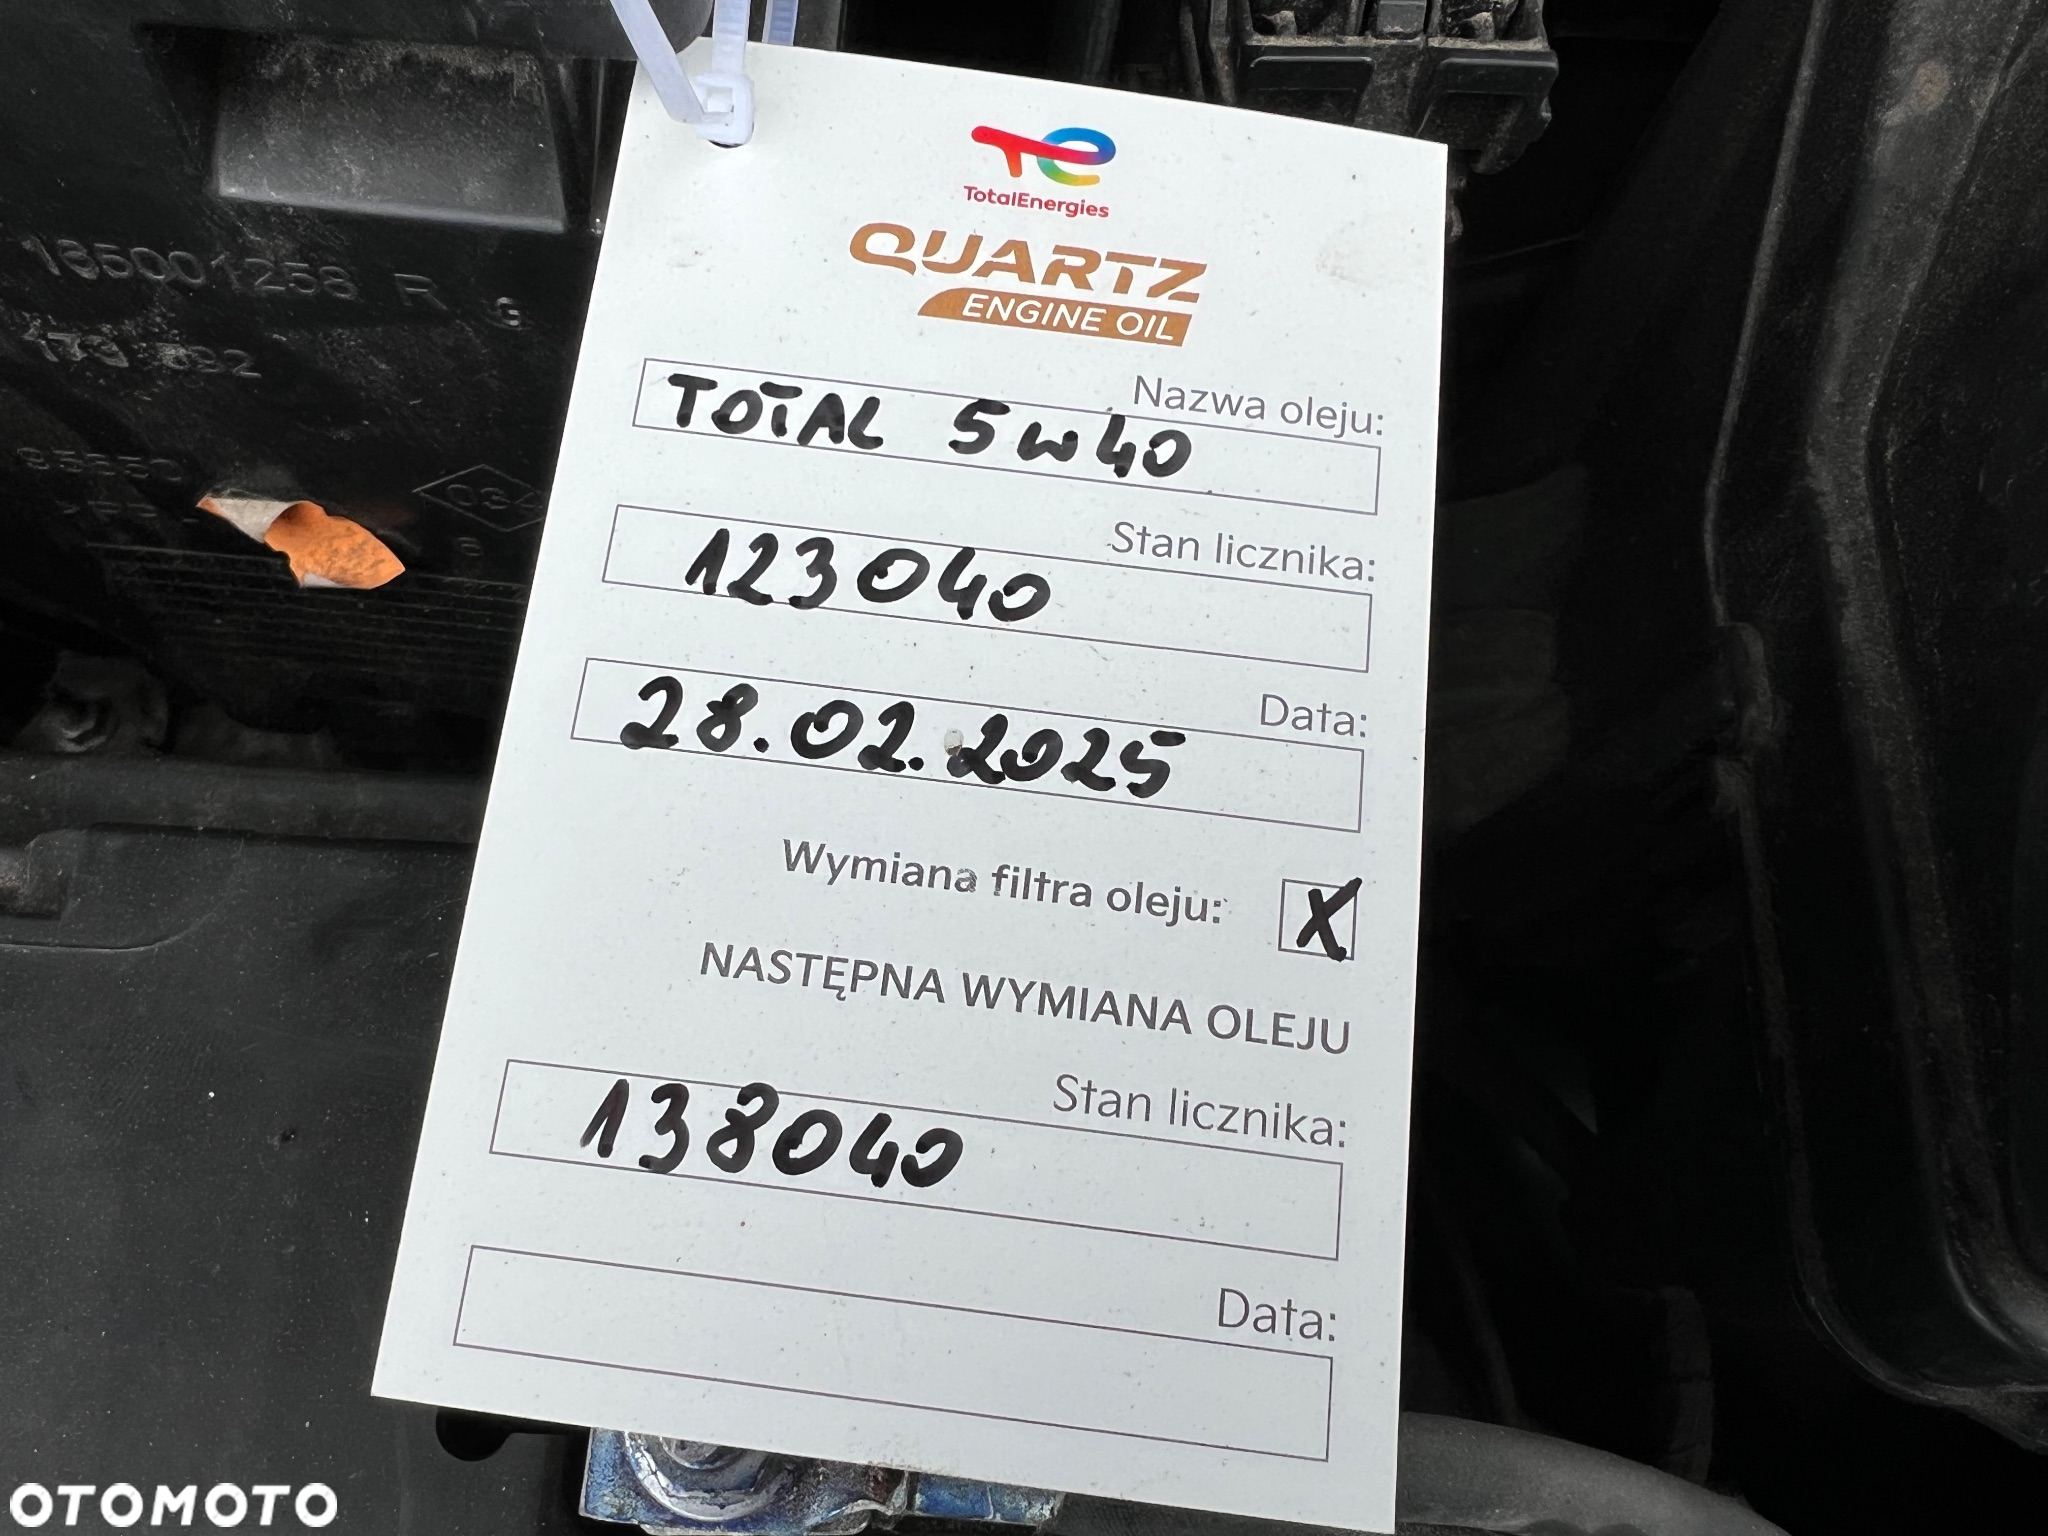 TotalEnergies
QUARTZ
ENGINE OIL
Nazwa oleju:
TOTAL 5W40
Stan licznika:
123040
Data:
28.02.2025
Wymiana filtra oleju: X
NASTĘPNA WYMIANA OLEJU
Stan licznika:
138040
Data:
165001258 R
OTOMOTO